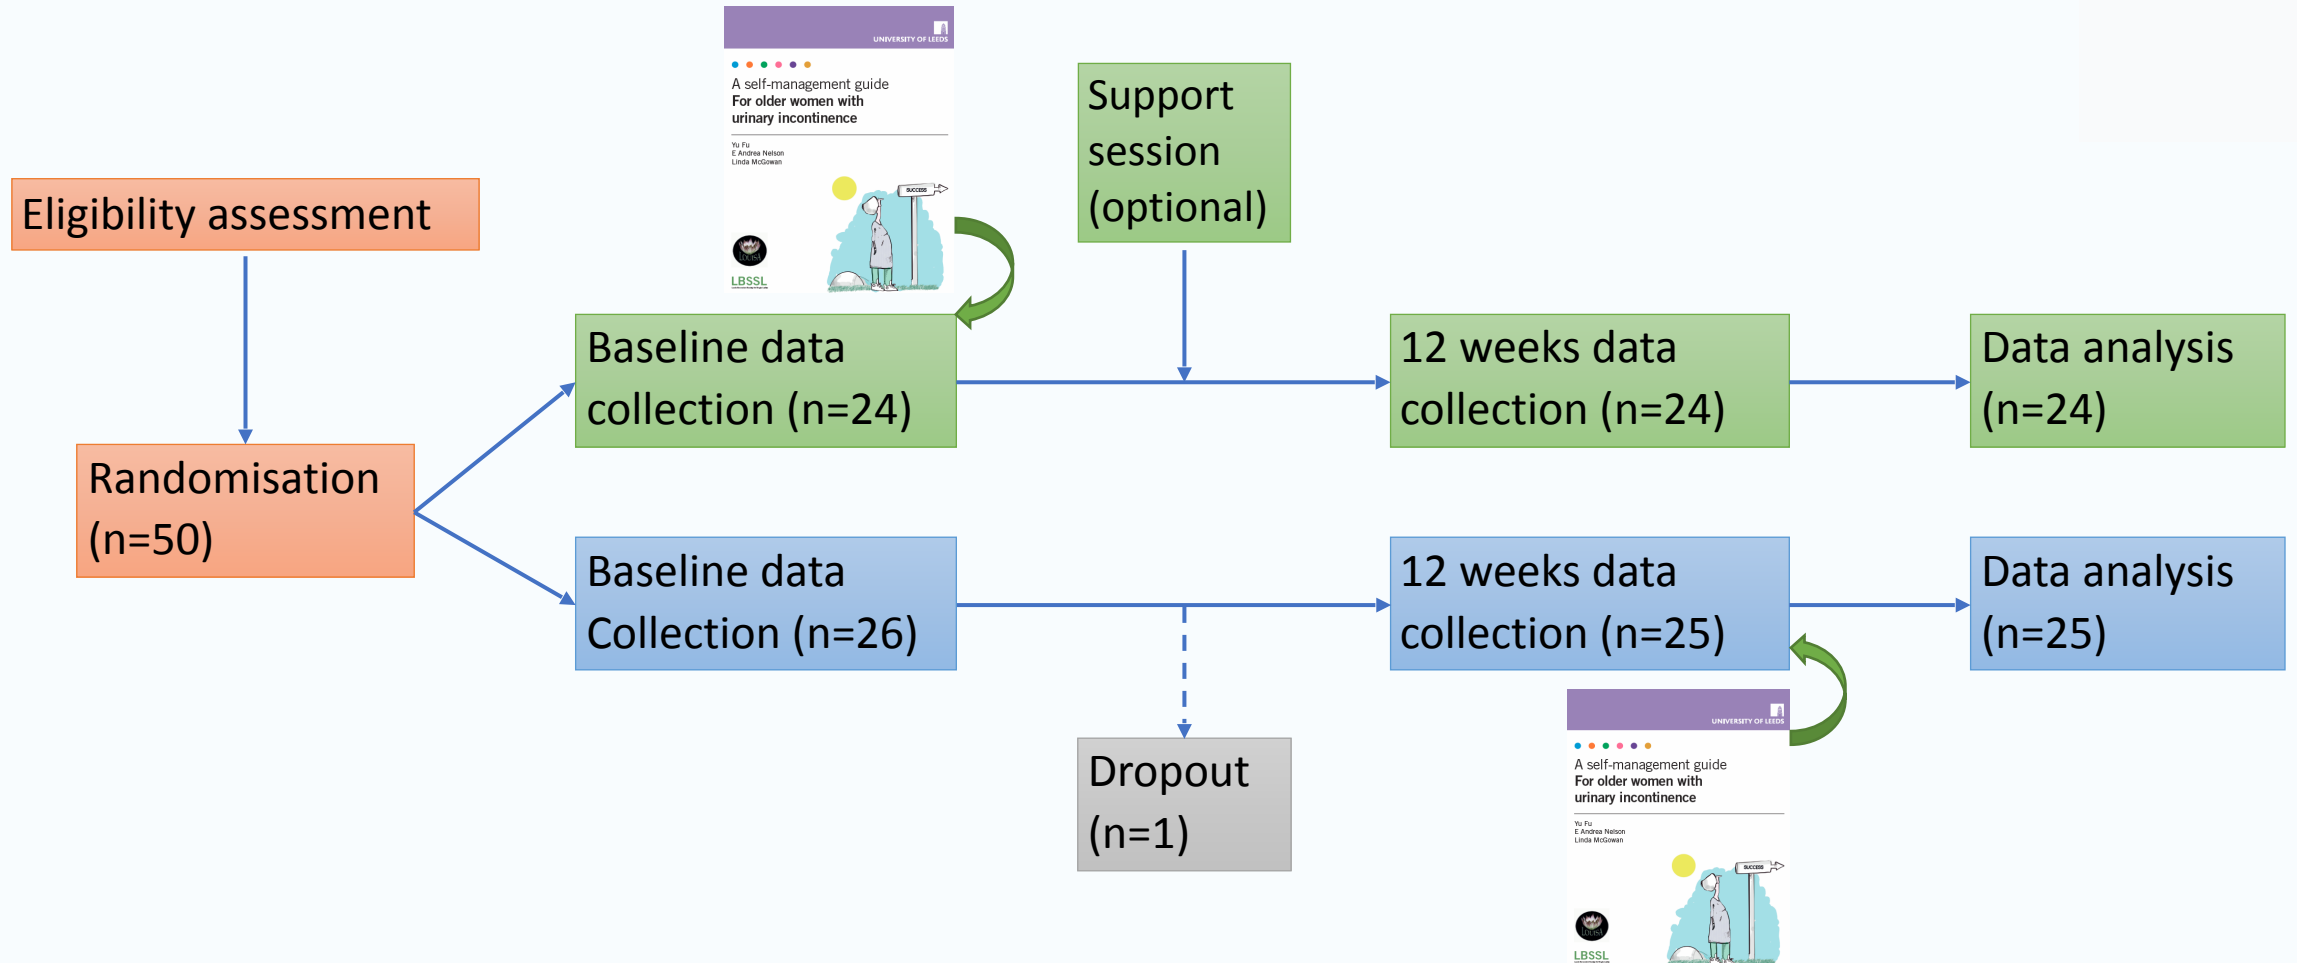 UNIVERSITY OF LEEDS
A self-management guide
For older women with
urinary incontinence
Yu Fu
E Andrea Nelson
Linda McGowan
SUCCESS
LOUISA
LBSSL
Support
session
(optional)
Eligibility assessment
Randomisation
(n=50)
Baseline data
collection (n=24)
12 weeks data
collection (n=24)
Data analysis
(n=24)
Baseline data
Collection (n=26)
12 weeks data
collection (n=25)
Data analysis
(n=25)
Dropout
(n=1)
UNIVERSITY OF LEEDS
A self-management guide
For older women with
urinary incontinence
Yu Fu
E Andrea Nelson
Linda McGowan
SUCCESS
LOUISA
LBSSL